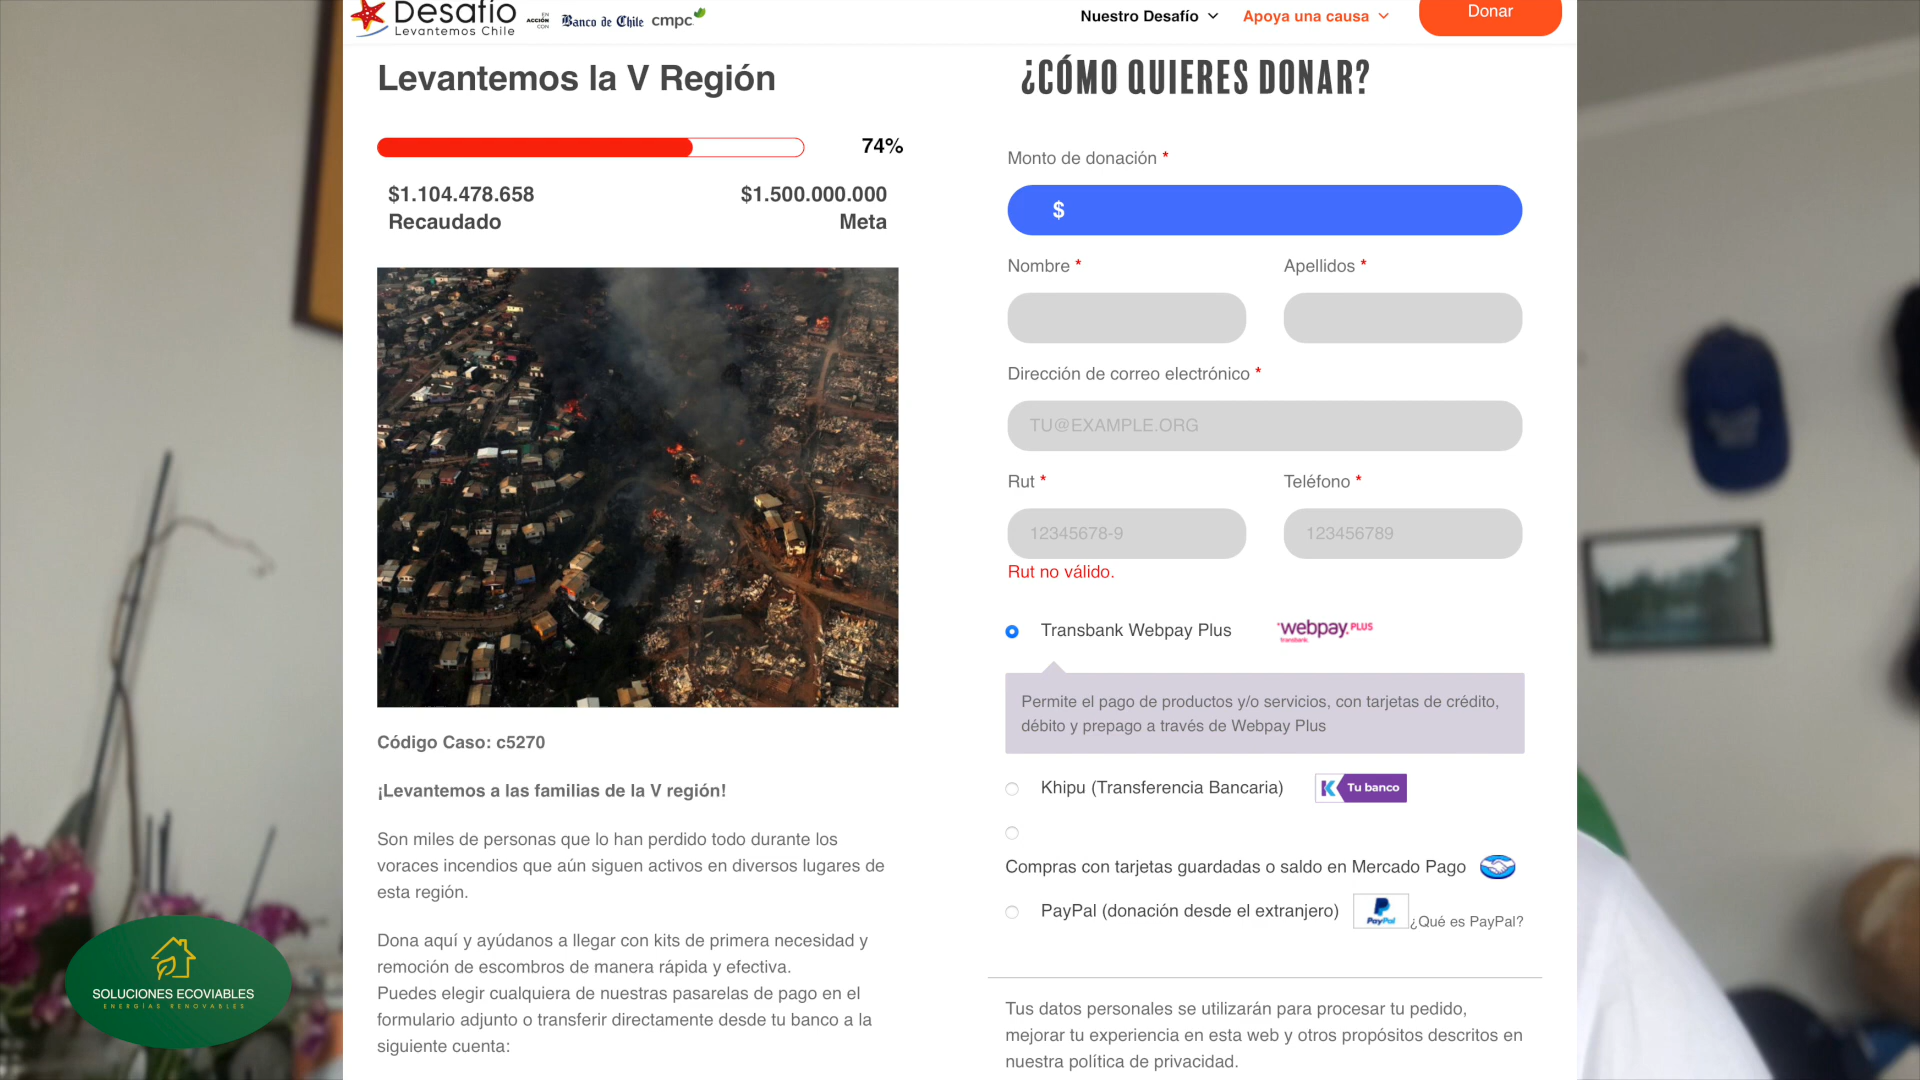 Desafío
Levantemos Chile
EN
ACCIÓN
CON
Banco de Chile
cmpc
Nuestro Desafío
Apoya una causa
Donar
Levantemos la V Región
74%
$1.104.478.658
Recaudado
$1.500.000.000
Meta
Código Caso: c5270
¡Levantemos a las familias de la V región!
Son miles de personas que lo han perdido todo durante los
voraces incendios que aún siguen activos en diversos lugares de
esta región.
Dona aquí y ayúdanos a llegar con kits de primera necesidad y
remoción de escombros de manera rápida y efectiva.
Puedes elegir cualquiera de nuestras pasarelas de pago en el
formulario adjunto o transferir directamente desde tu banco a la
siguiente cuenta:
¿CÓMO QUIERES DONAR?
Monto de donación *
$
Nombre *
Apellidos *
Dirección de correo electrónico *
TU@EXAMPLE.ORG
Rut *
Teléfono *
12345678-9
123456789
Rut no válido.
Transbank Webpay Plus
webpay.PLUS
transbank.
Permite el pago de productos y/o servicios, con tarjetas de crédito,
débito y prepago a través de Webpay Plus
Khipu (Transferencia Bancaria)
K Tu banco
Compras con tarjetas guardadas o saldo en Mercado Pago
PayPal (donación desde el extranjero)
PayPal
¿Qué es PayPal?
Tus datos personales se utilizarán para procesar tu pedido,
mejorar tu experiencia en esta web y otros propósitos descritos en
nuestra política de privacidad.
SOLUCIONES ECOVIABLES
ENERGÍAS RENOVABLES